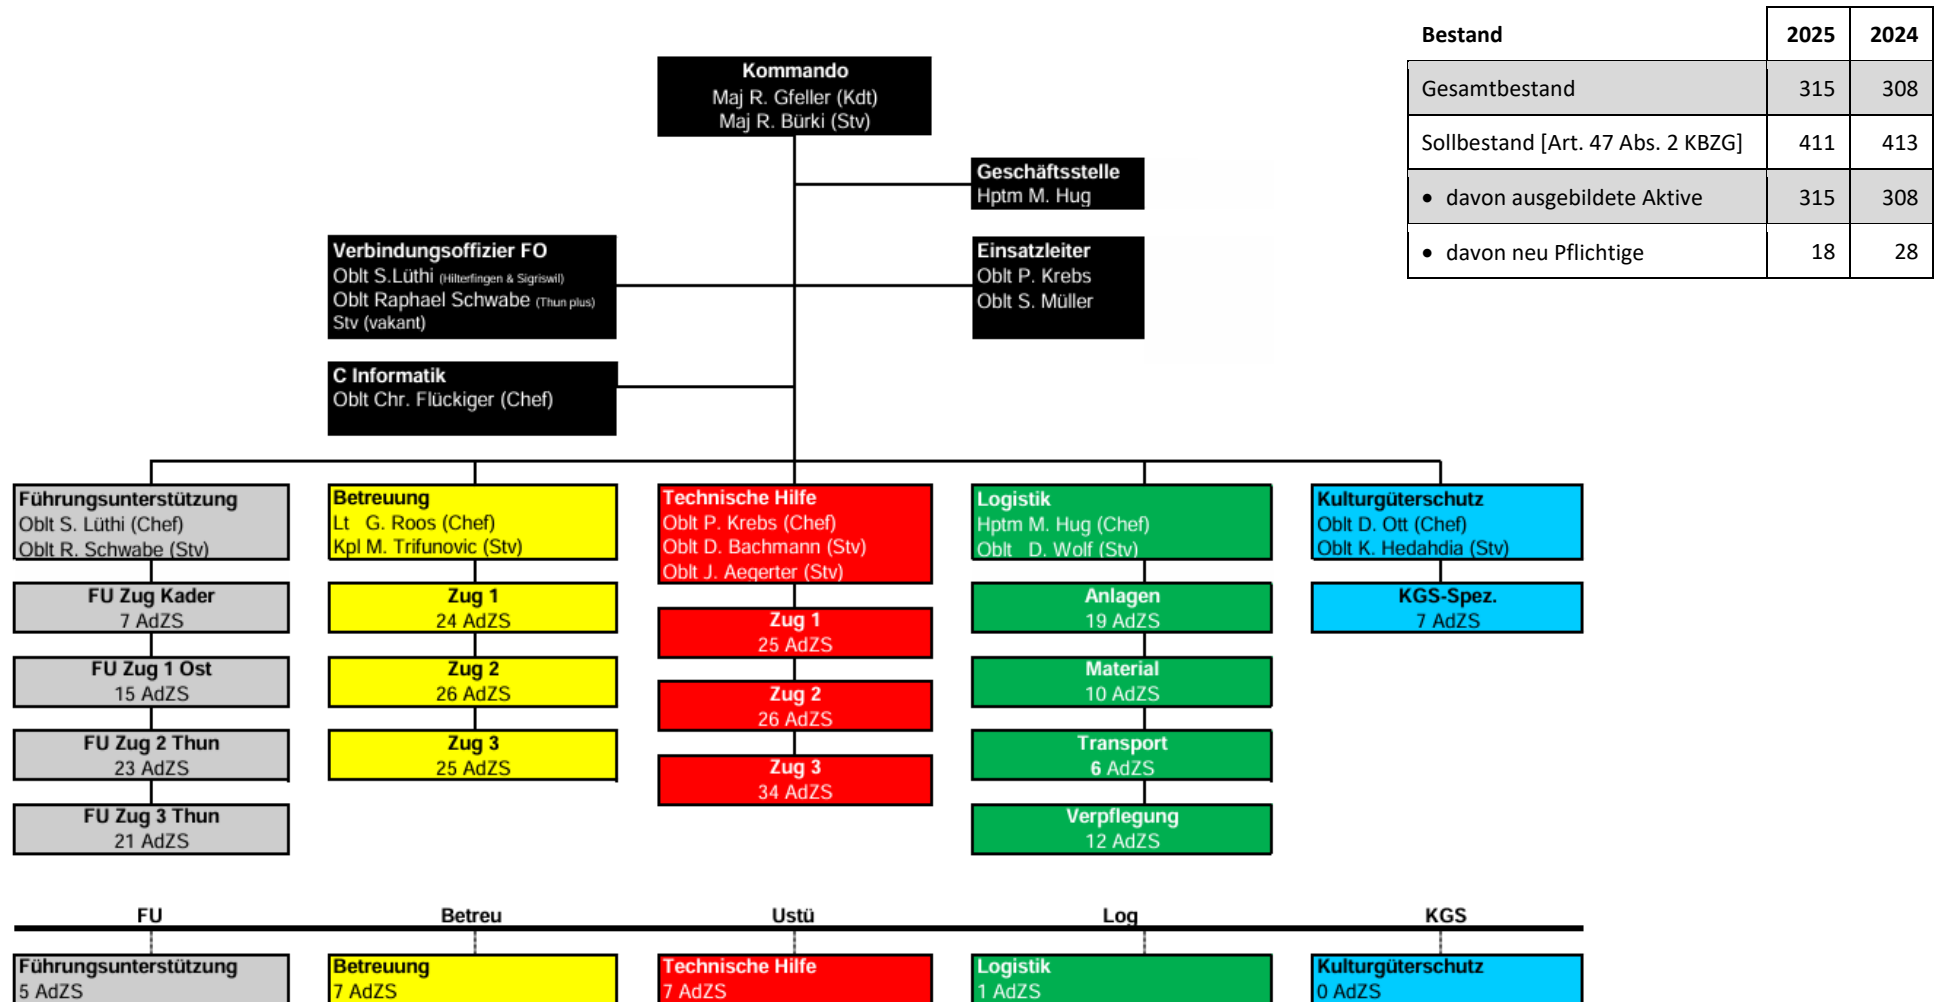 Bestand 2025 2024
Gesamtbestand 315 308
Sollbestand [Art. 47 Abs. 2 KBZG] 411 413
• davon ausgebildete Aktive 315 308
• davon neu Pflichtige 18 28
Kommando
Maj R. Gfeller (Kdt)
Maj R. Bürki (Stv)
Geschäftsstelle
Hptm M. Hug
Verbindungsoffizier FO
Oblt S.Lüthi (Hilterfingen & Sigriswil)
Oblt Raphael Schwabe (Thun plus)
Stv (vakant)
Einsatzleiter
Oblt P. Krebs
Oblt S. Müller
C Informatik
Oblt Chr. Flückiger (Chef)
Führungsunterstützung
Oblt S. Lüthi (Chef)
Oblt R. Schwabe (Stv)
FU Zug Kader
7 AdZS
FU Zug 1 Ost
15 AdZS
FU Zug 2 Thun
23 AdZS
FU Zug 3 Thun
21 AdZS
Betreuung
Lt G. Roos (Chef)
Kpl M. Trifunovic (Stv)
Zug 1
24 AdZS
Zug 2
26 AdZS
Zug 3
25 AdZS
Technische Hilfe
Oblt P. Krebs (Chef)
Oblt D. Bachmann (Stv)
Oblt J. Aegerter (Stv)
Zug 1
25 AdZS
Zug 2
26 AdZS
Zug 3
34 AdZS
Logistik
Hptm M. Hug (Chef)
Oblt D. Wolf (Stv)
Anlagen
19 AdZS
Material
10 AdZS
Transport
6 AdZS
Verpflegung
12 AdZS
Kulturgüterschutz
Oblt D. Ott (Chef)
Oblt K. Hedahdia (Stv)
KGS-Spez.
7 AdZS
FU Betreu Ustü Log KGS
Führungsunterstützung
5 AdZS
Betreuung
7 AdZS
Technische Hilfe
7 AdZS
Logistik
1 AdZS
Kulturgüterschutz
0 AdZS